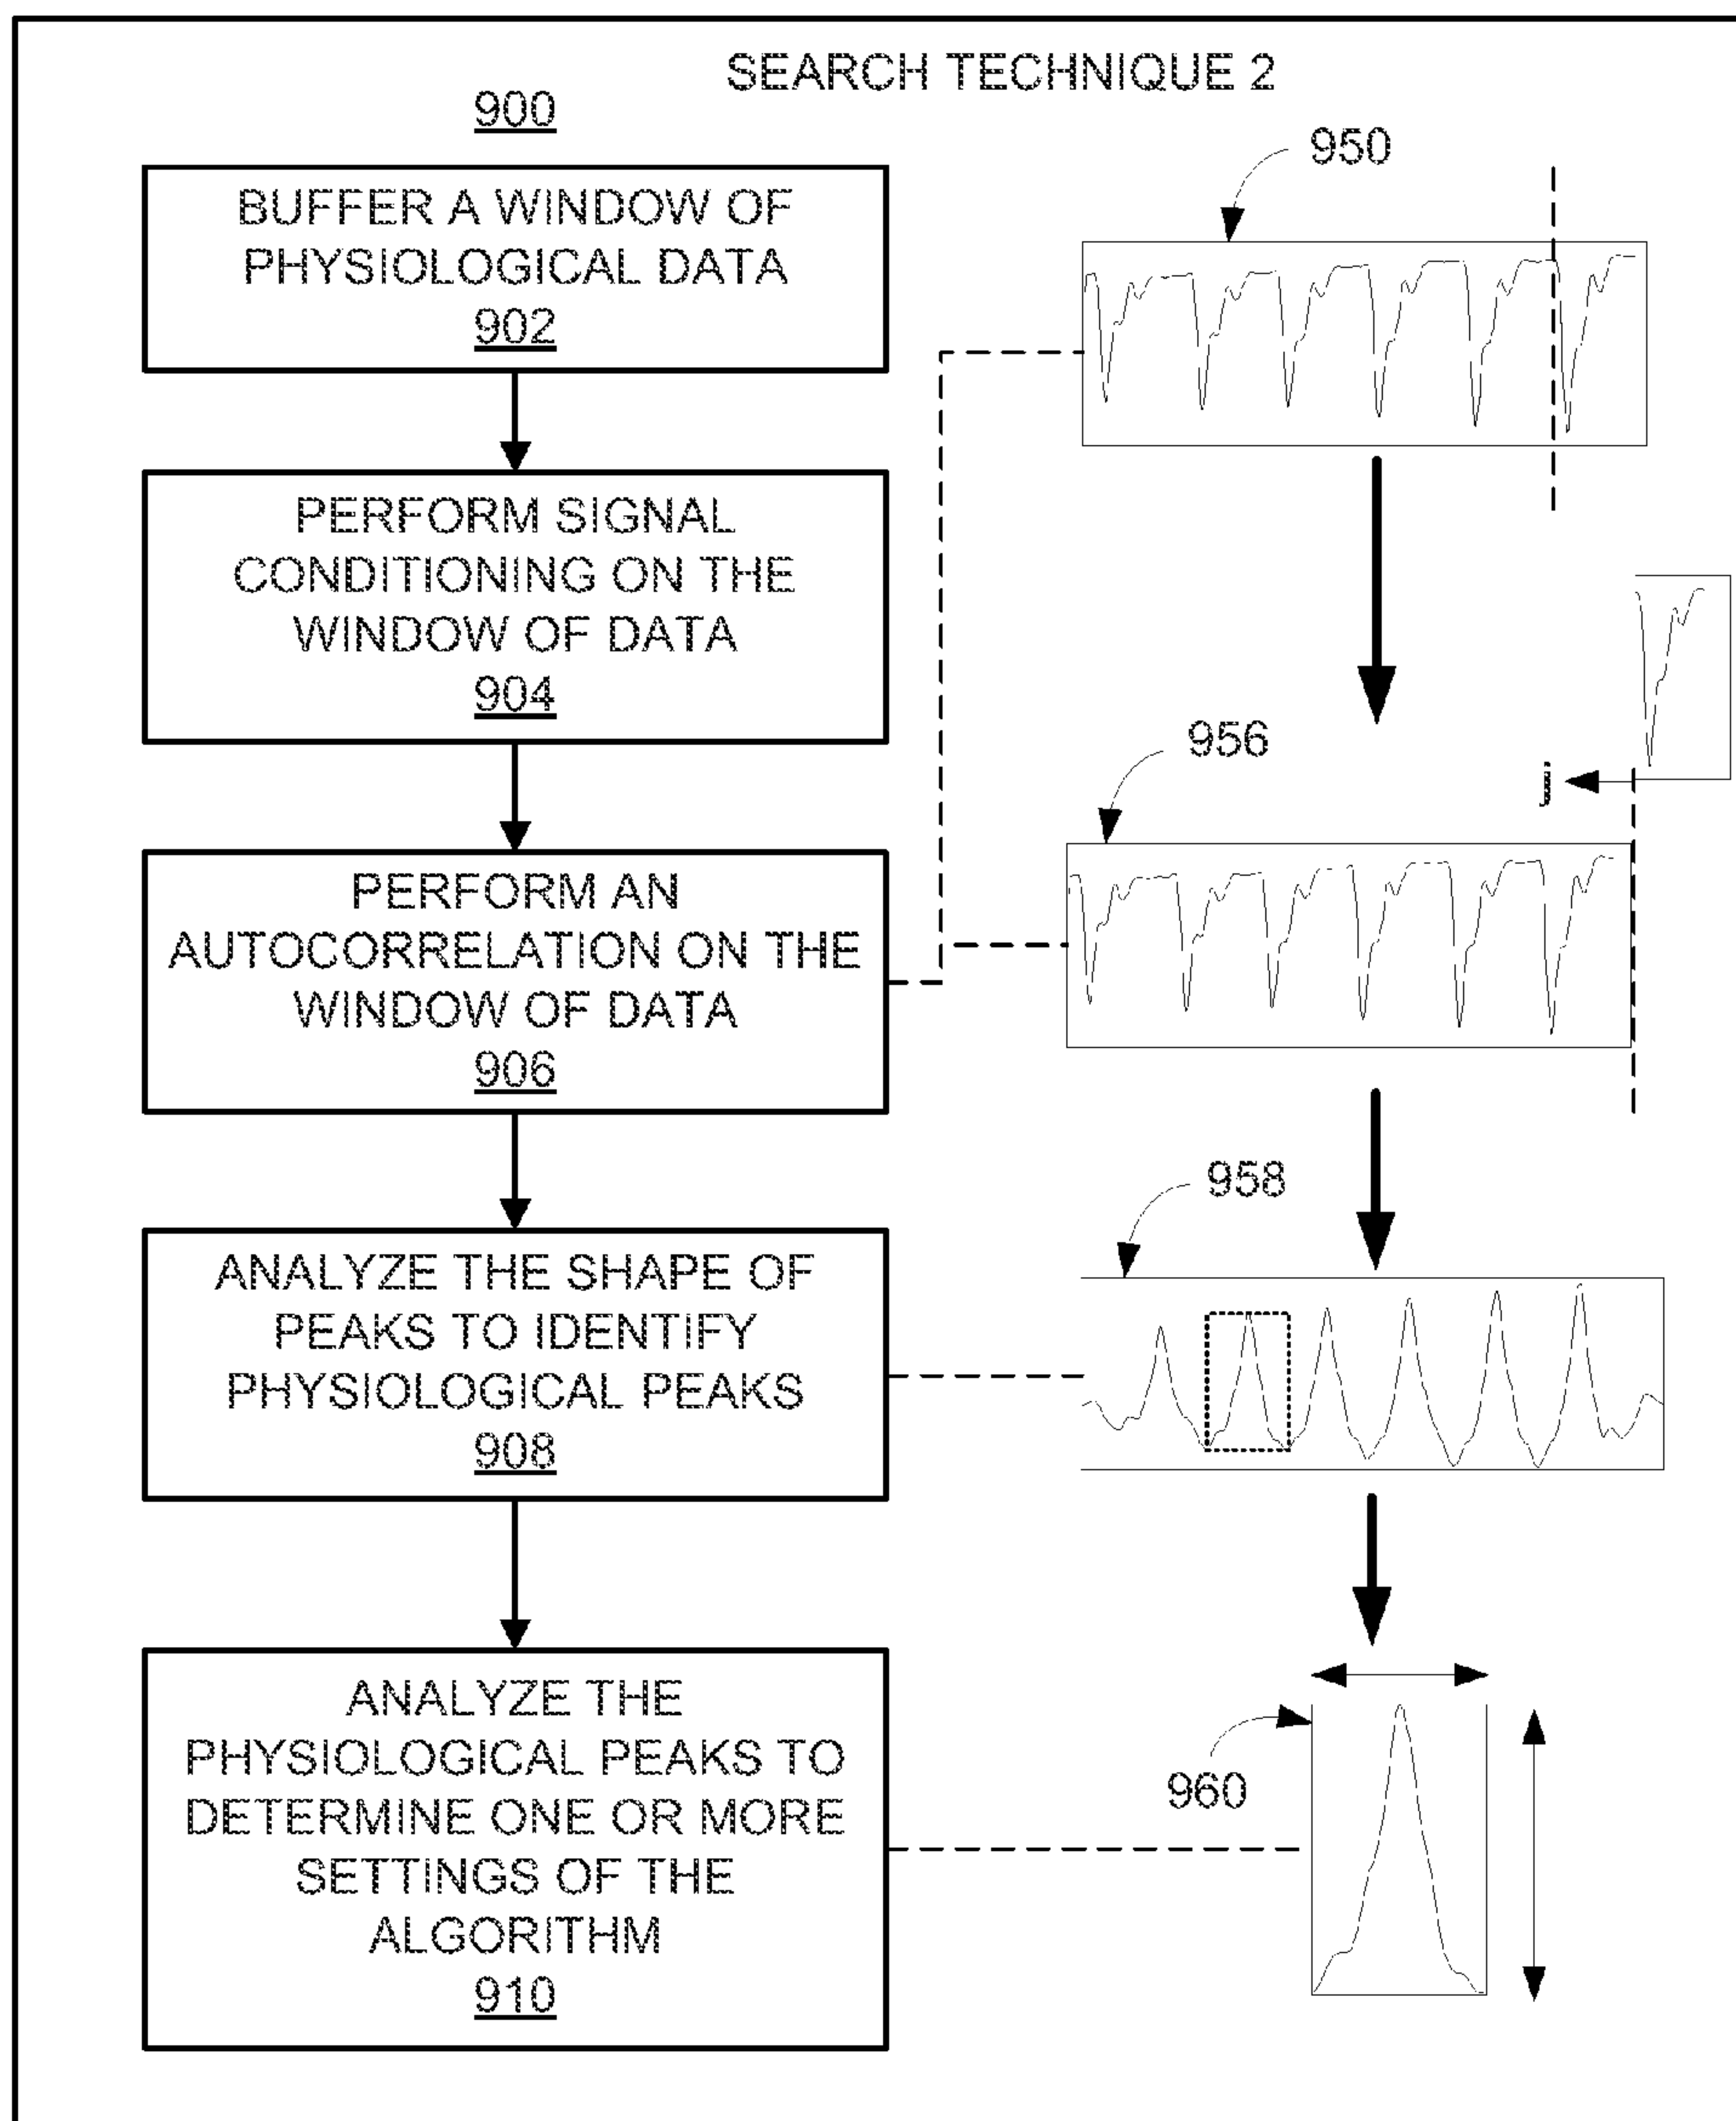 SEARCH TECHNIQUE 2
900
BUFFER A WINDOW OF
PHYSIOLOGICAL DATA
902
PERFORM SIGNAL
CONDITIONING ON THE
WINDOW OF DATA
904
PERFORM AN
AUTOCORRELATION ON THE
WINDOW OF DATA
906
ANALYZE THE SHAPE OF
PEAKS TO IDENTIFY
PHYSIOLOGICAL PEAKS
908
ANALYZE THE
PHYSIOLOGICAL PEAKS TO
DETERMINE ONE OR MORE
SETTINGS OF THE
ALGORITHM
910
950
j
956
958
960